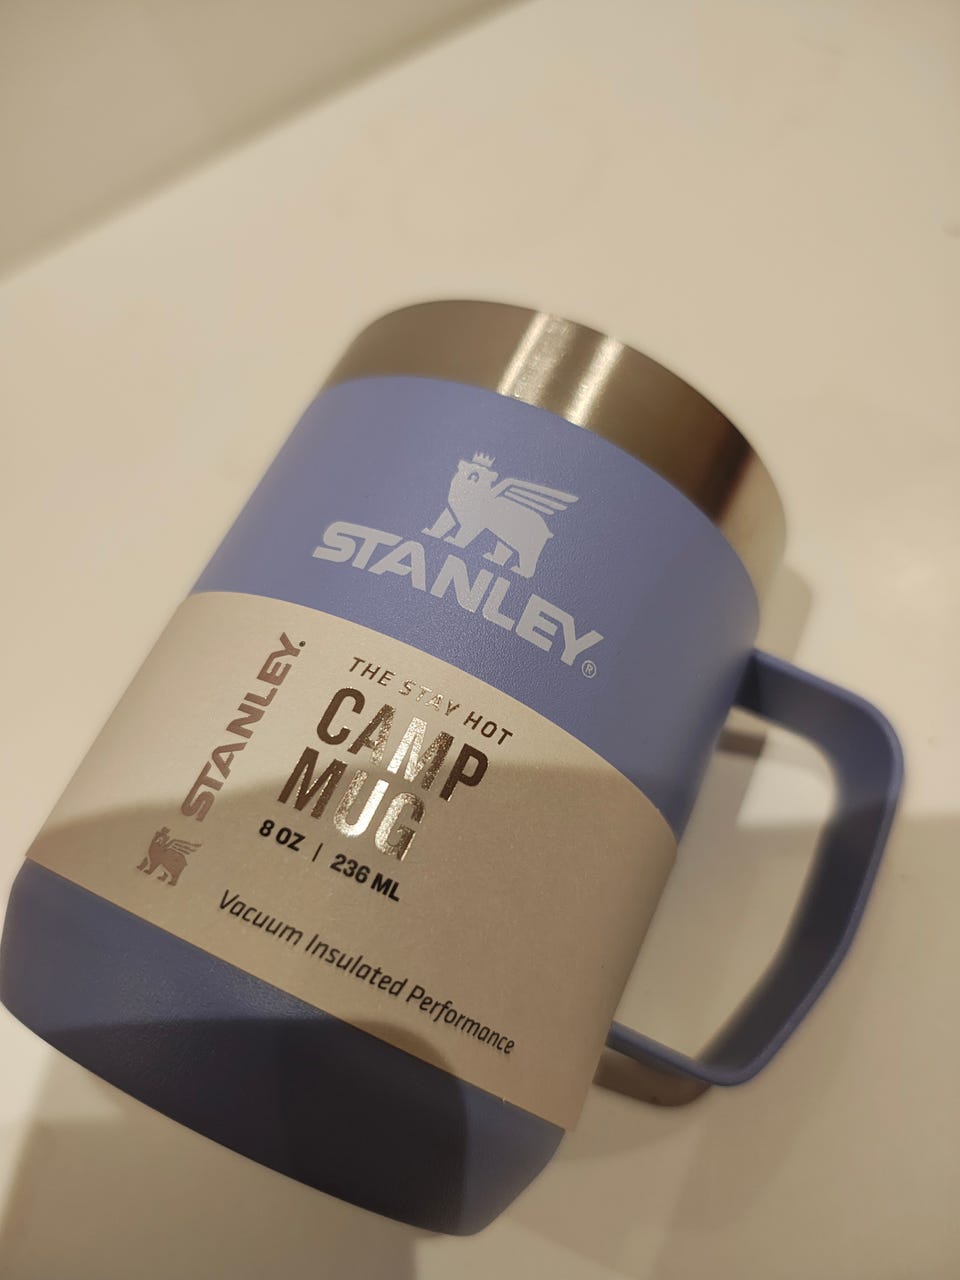 STANLEY®
STANLEY.
THE STAY HOT
CAMP
MUG
8 OZ | 236 ML
Vacuum Insulated Performance